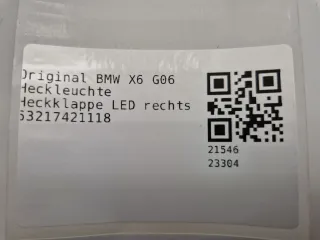 Original BMW X6 G06
Heckleuchte
Heckklappe LED rechts
63217421118
21546
23304